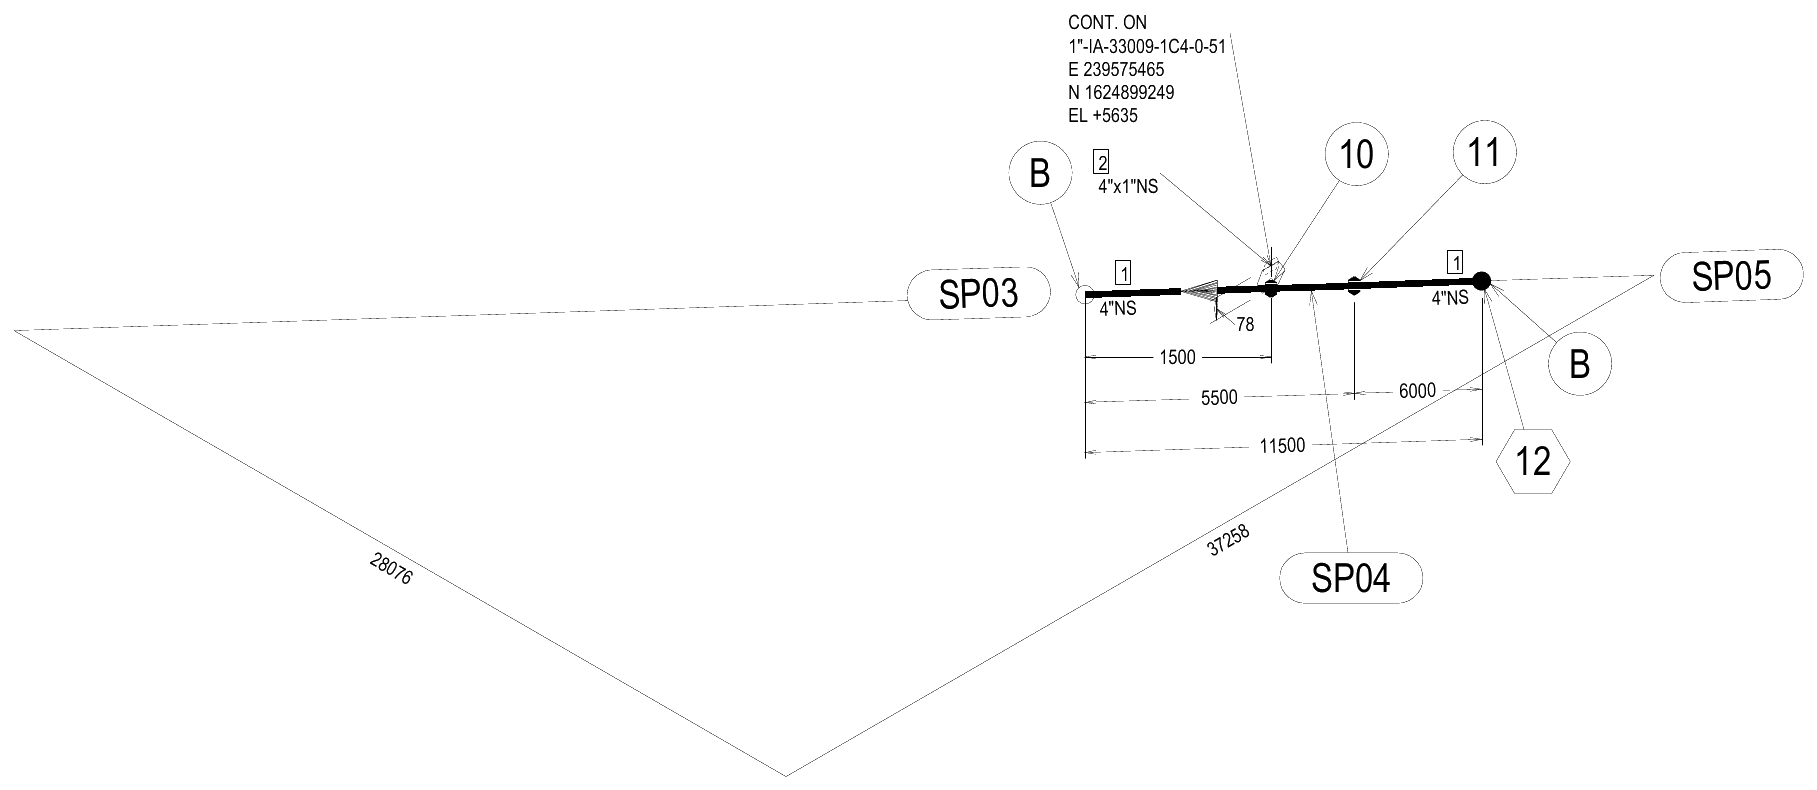 CONT. ON
1"-IA-33009-1C4-0-51
E 239575465
N 1624899249
EL +5635
B
2
4"x1"NS
10
11
SP03
1
4"NS
1
4"NS
SP05
78
1500
B
5500
6000
11500
12
28076
37258
SP04